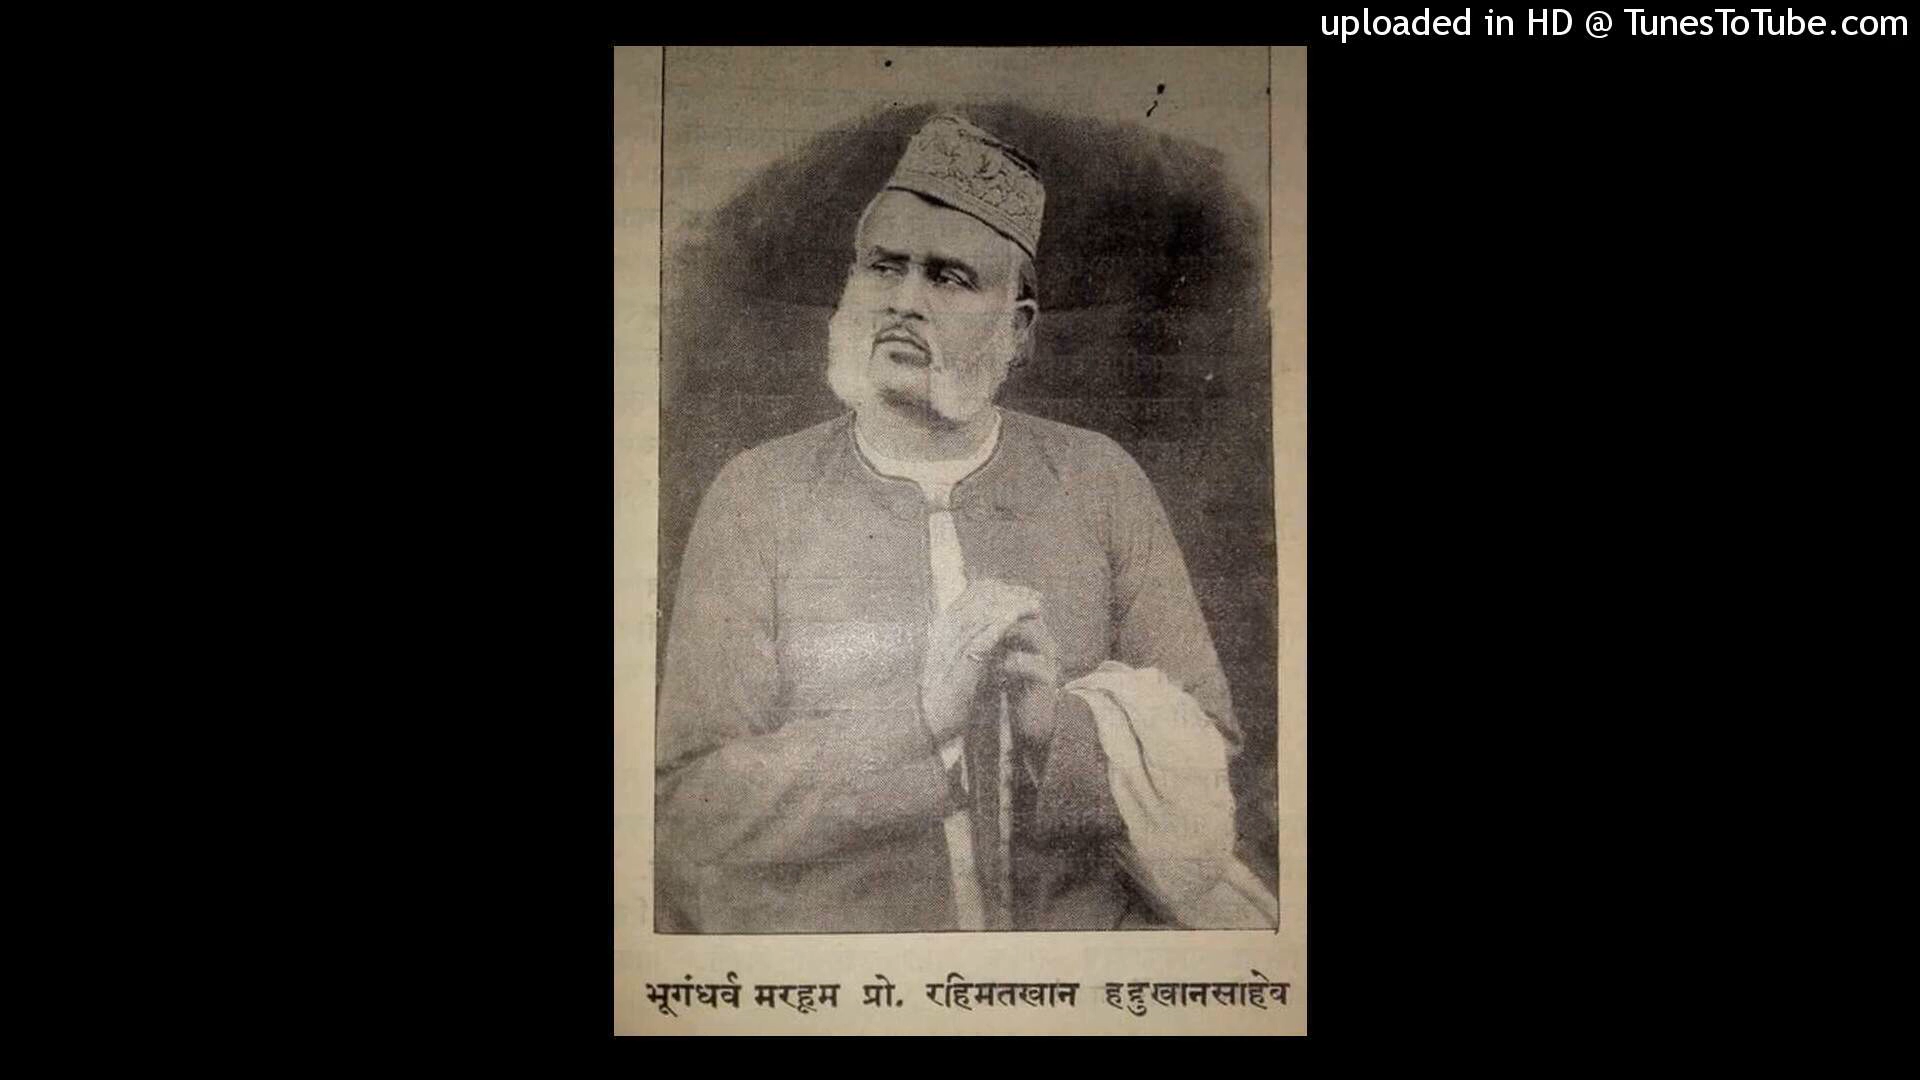 uploaded in HD @ TunesToTube.com
भूगंधर्व मरहूम प्रो. रहिमतखान हद्दुखानसाहेब